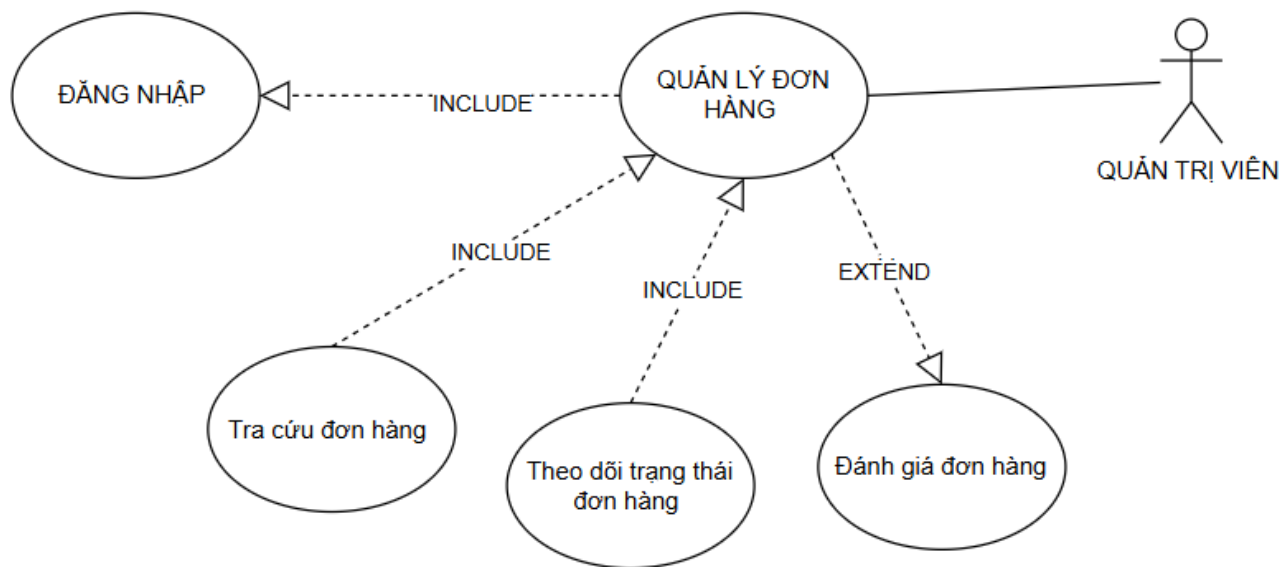 ĐĂNG NHẬP
INCLUDE
QUẢN LÝ ĐƠN
HÀNG
QUẢN TRỊ VIÊN
INCLUDE
INCLUDE
EXTEND
Tra cứu đơn hàng
Theo dõi trạng thái
đơn hàng
Đánh giá đơn hàng